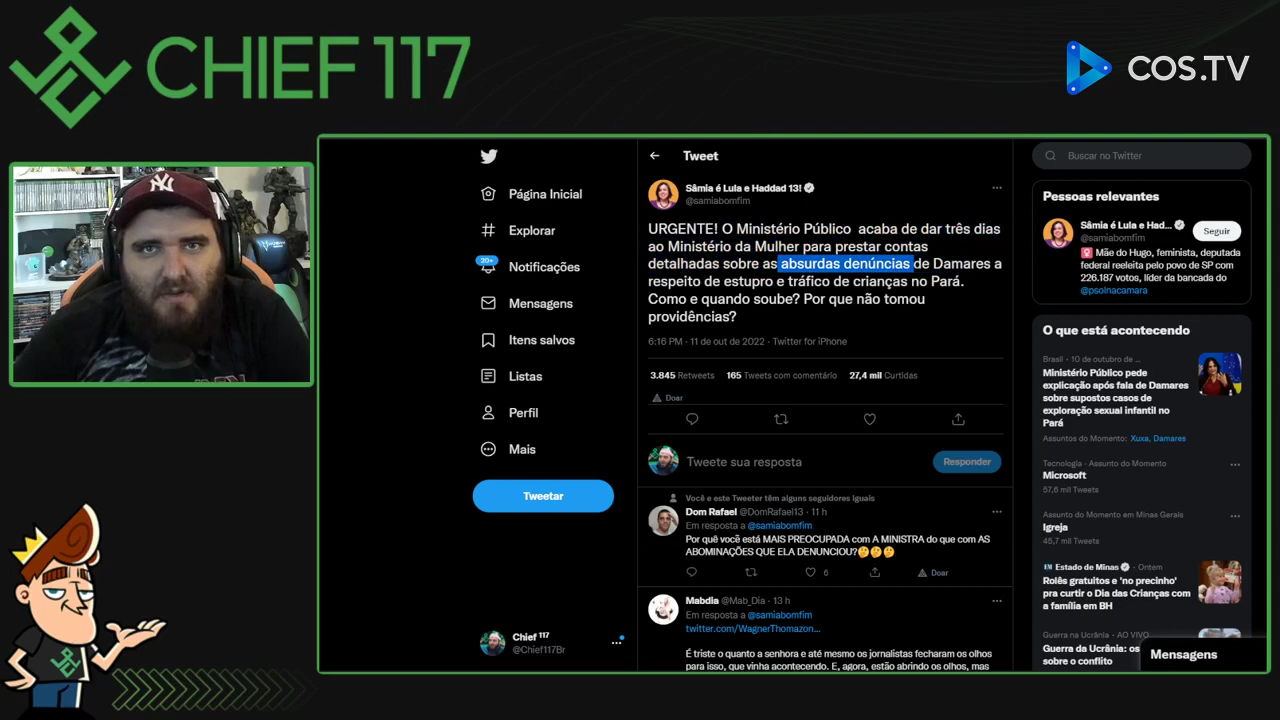 CHIEF 117
COS.TV
NY
Tweet
Buscar no Twitter
Página Inicial
Explorar
20+
Notificações
Mensagens
Itens salvos
Listas
Perfil
Mais
Tweetar
Chief 117
@Chief117Br
Sâmia é Lula e Haddad 13!
@samiabomfim
URGENTE! O Ministério Público acaba de dar três dias
ao Ministério da Mulher para prestar contas
detalhadas sobre as absurdas denúncias de Damares a
respeito de estupro e tráfico de crianças no Pará.
Como e quando soube? Por que não tomou
providências?
6:16 PM · 11 de out de 2022 · Twitter for iPhone
3.845 Retweets 165 Tweets com comentário 27,4 mil Curtidas
Doar
Tweete sua resposta
Responder
Você e este Tweeter têm alguns seguidores iguais
Dom Rafael @DomRafael13 · 11 h
Em resposta a @samiabomfim
Por quê você está MAIS PREOCUPADA com A MINISTRA do que com AS
ABOMINAÇÕES QUE ELA DENUNCIOU?🤔🤔🤔
6
Doar
Mabdia @Mab_Dia · 13 h
Em resposta a @samiabomfim
twitter.com/WagnerThomazon...
É triste o quanto a senhora e até mesmo os jornalistas fecharam os olhos
para isso, que vinha acontecendo. E, agora, estão abrindo os olhos, mas
Pessoas relevantes
Sâmia é Lula e Had...
@samiabomfim
Seguir
Mãe do Hugo, feminista, deputada
federal reeleita pelo povo de SP com
226.187 votos, líder da bancada do
@psolnacamara
O que está acontecendo
Brasil · 10 de outubro de ...
Ministério Público pede
explicação após fala de Damares
sobre supostos casos de
exploração sexual infantil no
Pará
Assuntos do Momento: Xuxa, Damares
Tecnologia · Assunto do Momento
Microsoft
57,6 mil Tweets
Assunto do Momento em Minas Gerais
Igreja
45,7 mil Tweets
Estado de Minas · Ontem
Rolês gratuitos e 'no precinho'
pra curtir o Dia das Crianças com
a família em BH
Guerra na Ucrânia · AO VIVO
Guerra da Ucrânia: os
sobre o conflito
Mensagens